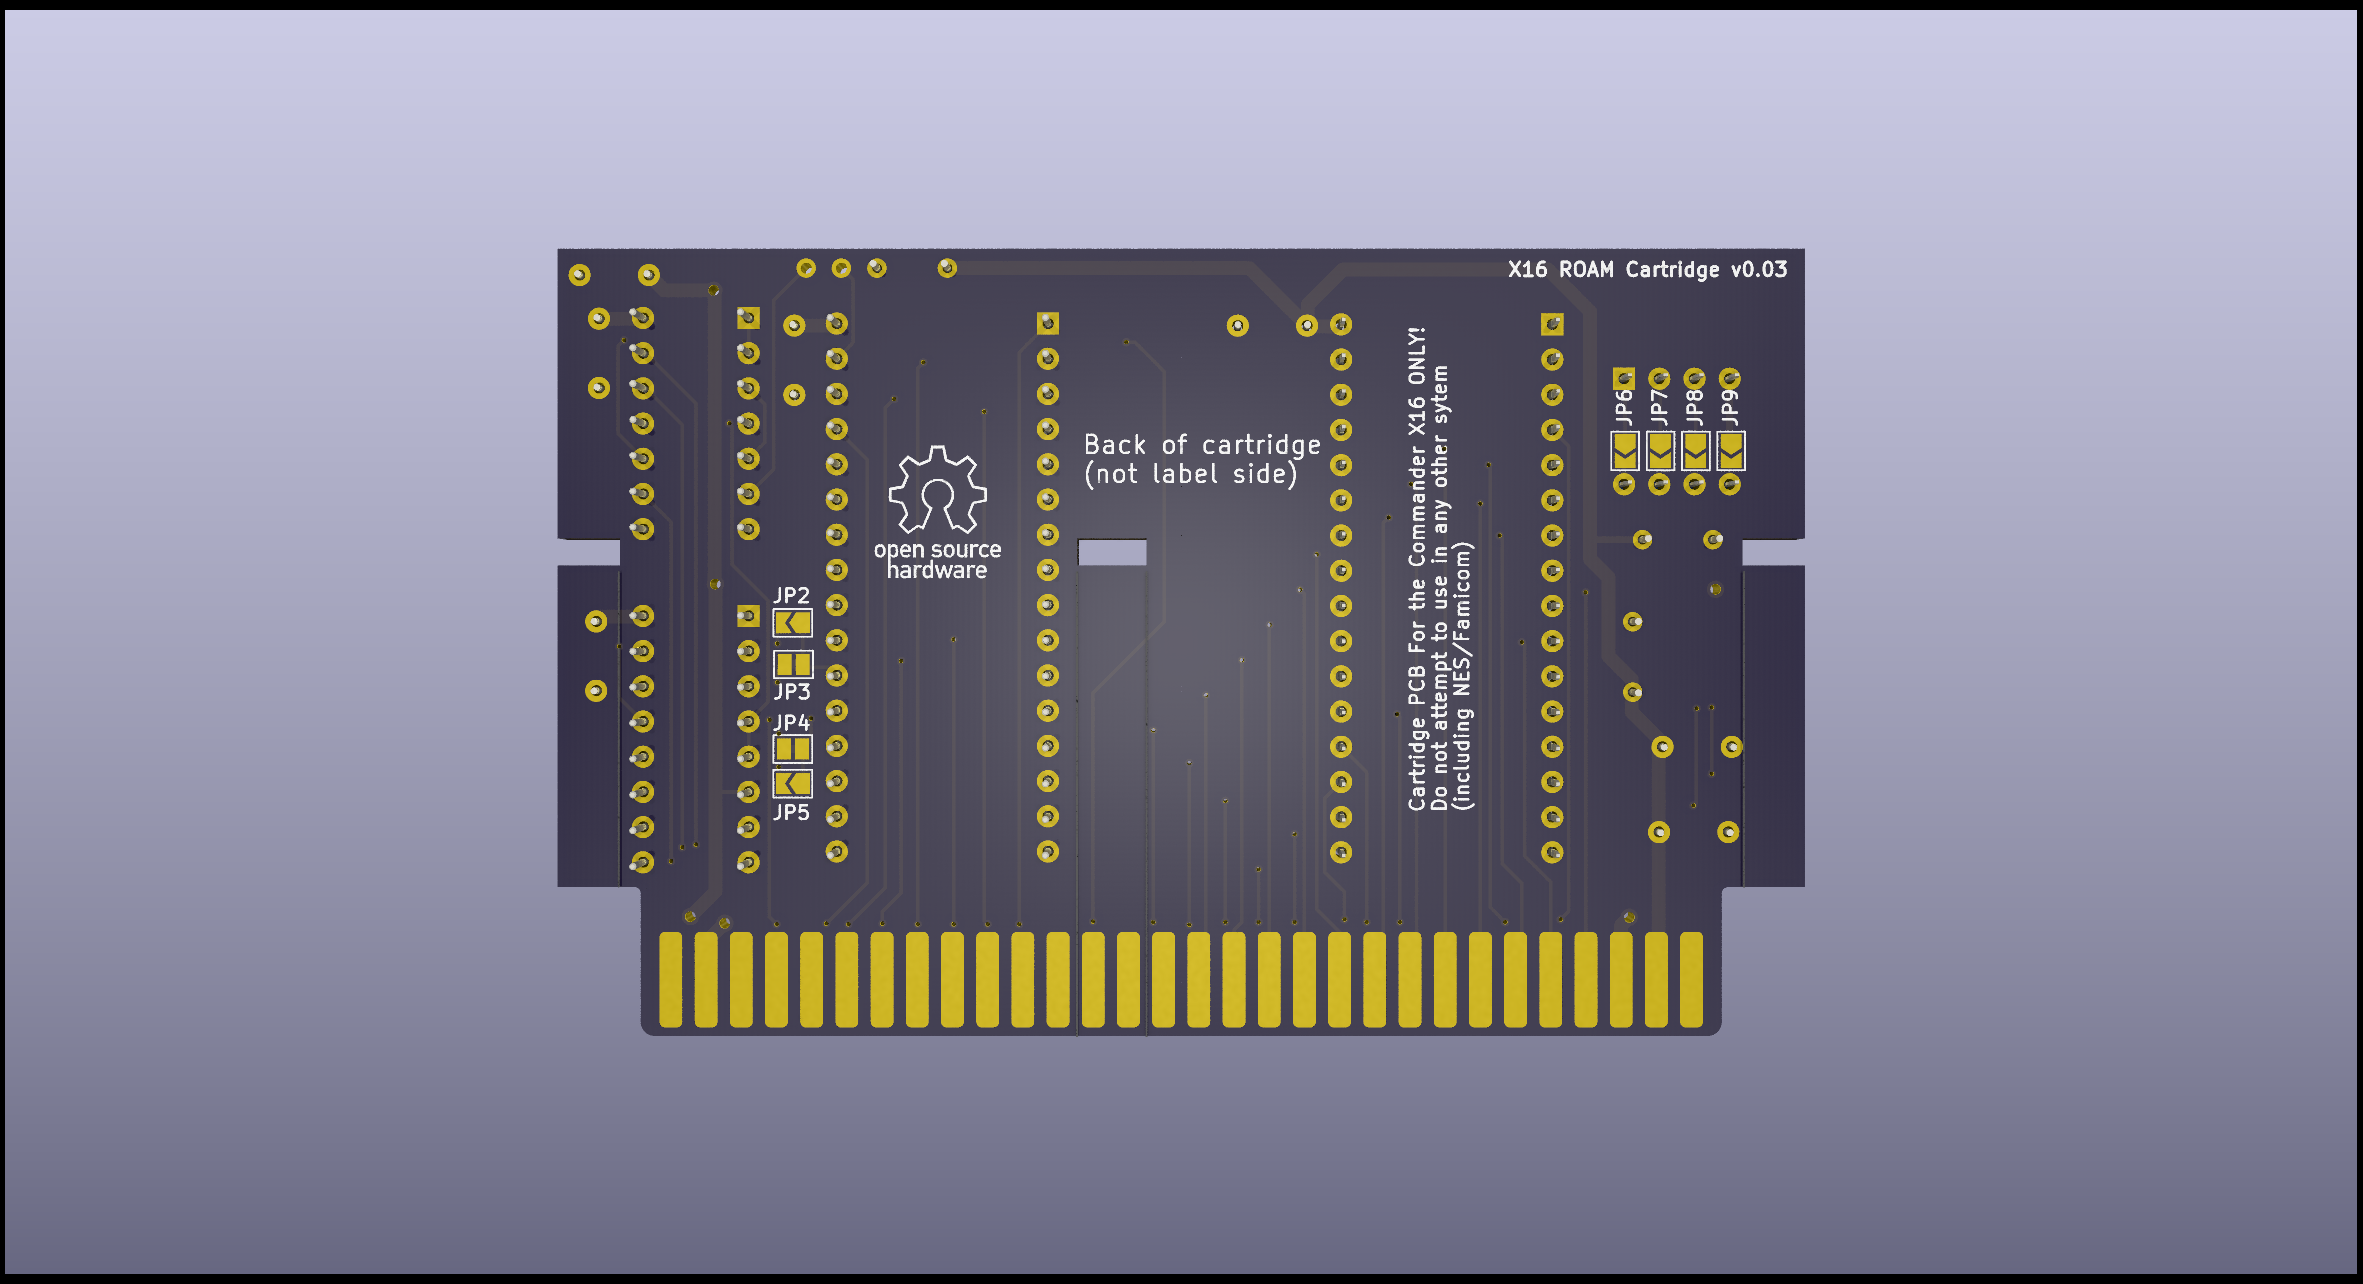 X16 ROAM Cartridge v0.03
Cartridge PCB For the Commander X16 ONLY!
Do not attempt to use in any other sytem
(including NES/Famicom)
JP6
JP7
JP8
JP9
Back of cartridge
(not label side)
open source
hardware
JP2
JP3
JP4
JP5